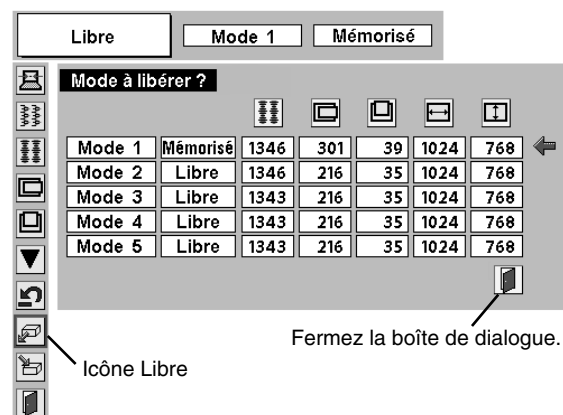 Libre Mode 1 Mémorisé
Mode à libérer ?
Mode 1 Mémorisé 1346 301 39 1024 768
Mode 2 Libre 1346 216 35 1024 768
Mode 3 Libre 1343 216 35 1024 768
Mode 4 Libre 1343 216 35 1024 768
Mode 5 Libre 1343 216 35 1024 768
Fermez la boîte de dialogue.
Icône Libre